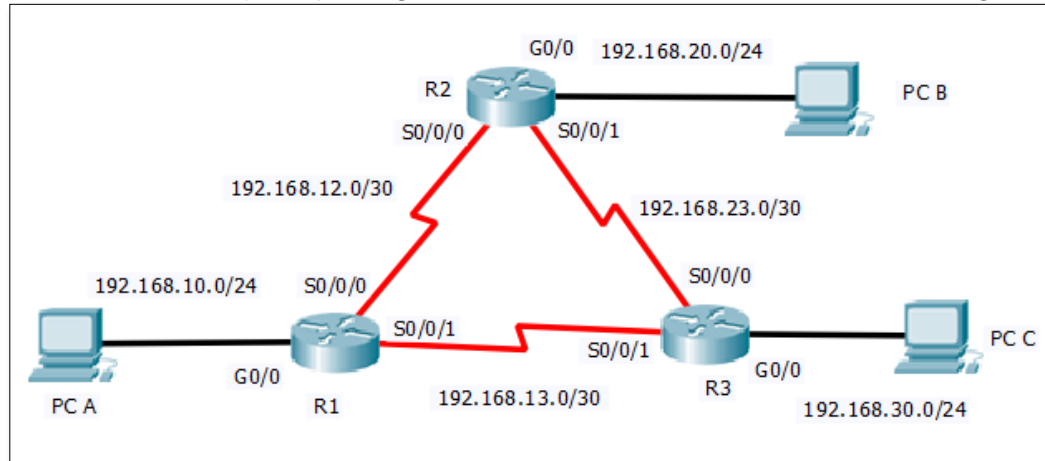 G0/0
192.168.20.0/24
R2
PC B
S0/0/0
S0/0/1
192.168.12.0/30
192.168.23.0/30
192.168.10.0/24
S0/0/0
S0/0/0
S0/0/1
S0/0/1
PC C
G0/0
R3
G0/0
PC A
R1
192.168.13.0/30
192.168.30.0/24